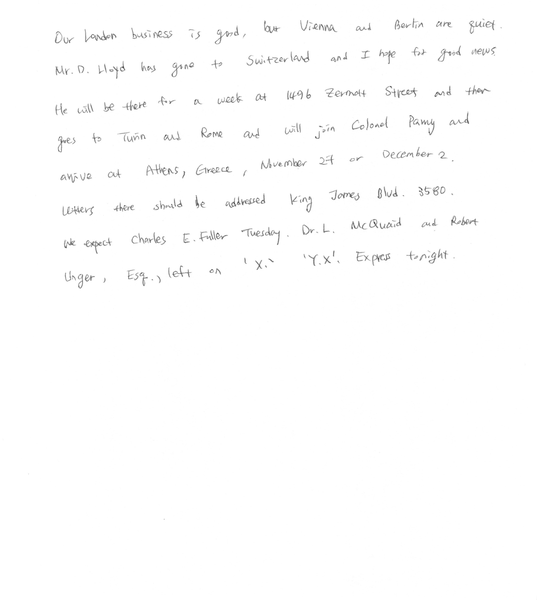 Our London business is good, but Vienna and Berlin are quiet.
Mr. D. Lloyd has gone to Switzerland and I hope for good news
He will be there for a week at 1496 Zermott Street and then
goes to Turin and Rome and will join Colonel Parry and
arrive at Athens, Greece, November 27 or December 2.
Letters there should be addressed King James Blvd. 3580.
We expect Charles E. Fuller Tuesday. Dr. L. McQuaid and Robert
Unger, Esq., left on 'X.' 'Y.X'. Express tonight.